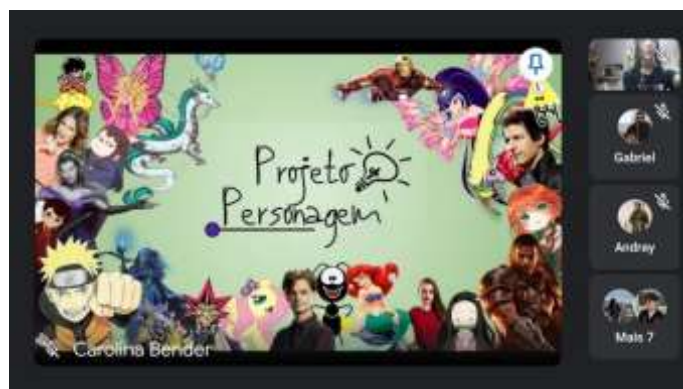 Projeto
Personagem
Carolina Bender
Gabriel
Andrey
Mais 7